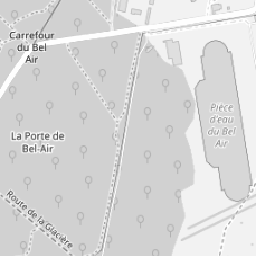 Carrefour
du Bel
Air
Pièce
d'eau
du Bel
Air
La Porte de
Bel-Air
Route de la Glacière